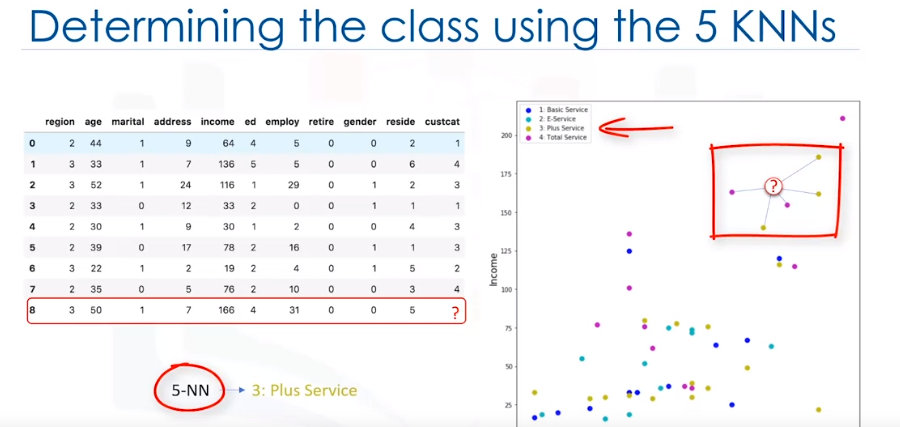 Determining the class using the 5 KNNs
region age marital address income ed employ retire gender reside custcat
0 2 44 1 9 64 4 5 0 0 2 1
1 3 33 1 7 136 5 5 0 0 6 4
2 3 52 1 24 116 1 29 0 1 2 3
3 2 33 0 12 33 2 0 0 1 1 1
4 2 30 1 9 30 1 2 0 0 4 3
5 2 39 0 17 78 2 16 0 1 1 3
6 3 22 1 2 19 2 4 0 1 5 2
7 2 35 0 5 76 2 10 0 0 3 4
8 3 50 1 7 166 4 31 0 0 5 ?
5-NN 3: Plus Service
1: Basic Service
2: E-Service
3: Plus Service
4: Total Service
?
Income
200
175
150
125
100
75
50
25